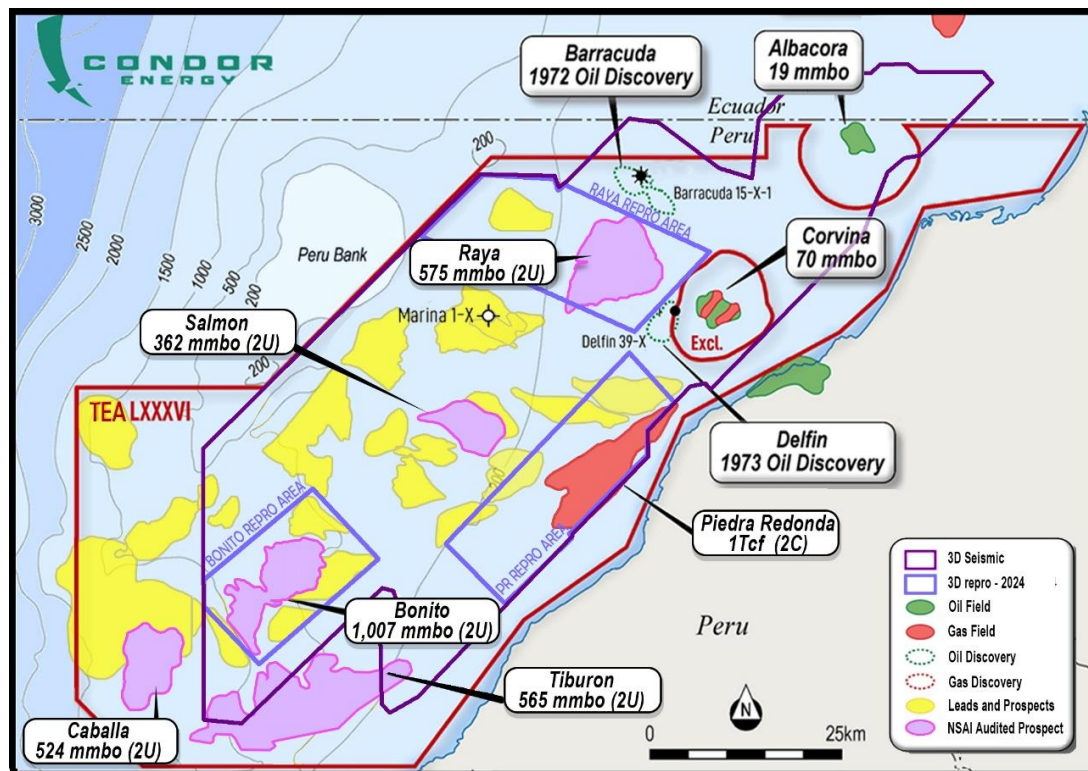 CONDOR
ENERGY
Barracuda
1972 Oil Discovery
Albacora
19 mmbo
Ecuador
Peru
200
3000
2500
2000
1500
1000
500
200
Peru Bank
RAYA REPRO AREA
Barracuda 15-X-1
Raya
575 mmbo (2U)
Corvina
70 mmbo
Marina 1-X
Salmon
362 mmbo (2U)
Delfin 39-X
Excl.
200
TEA LXXXVI
Delfin
1973 Oil Discovery
200
BONITO REPRO AREA
PR REPRO AREA
Piedra Redonda
1Tcf (2C)
Bonito
1,007 mmbo (2U)
Peru
Tiburon
565 mmbo (2U)
Caballa
524 mmbo (2U)
N
0
25km
3D Seismic
3D repro - 2024
Oil Field
Gas Field
Oil Discovery
Gas Discovery
Leads and Prospects
NSAI Audited Prospect